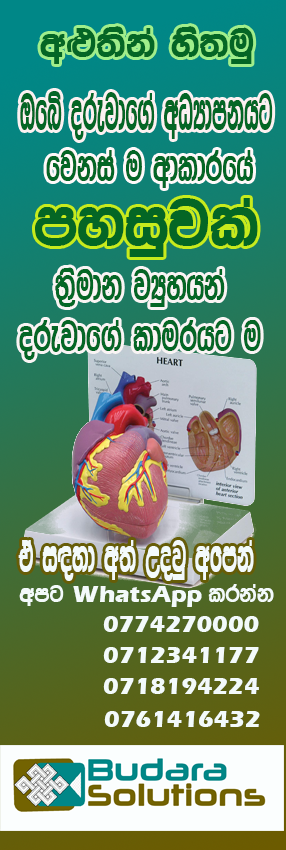 අළුතින් හිතමු
ඔබේ දරුවාගේ අධ්‍යාපනයට
වෙනස් ම ආකාරයේ
පහසුවක්
ත්‍රිමාන ව්‍යුහයන්
දරුවාගේ කාමරයට ම
HEART
ඒ සඳහා අත් උදවු අපෙන්
අපට WhatsApp කරන්න
0774270000
0712341177
0718194224
0761416432
Budara
Solutions